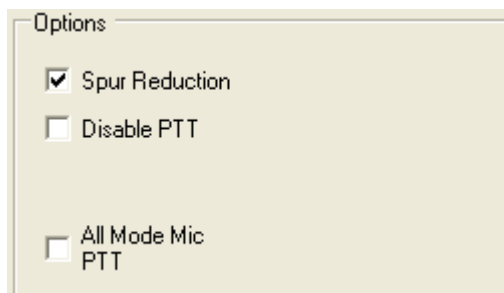 Options
Spur Reduction
Disable PTT
All Mode Mic
PTT